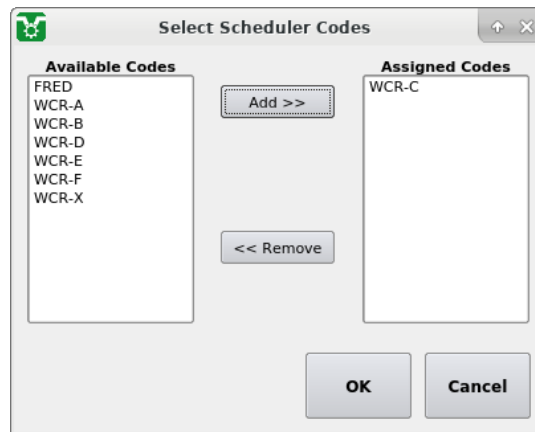 Select Scheduler Codes
Available Codes
FRED
WCR-A
WCR-B
WCR-D
WCR-E
WCR-F
WCR-X
Add >>
<< Remove
Assigned Codes
WCR-C
OK
Cancel